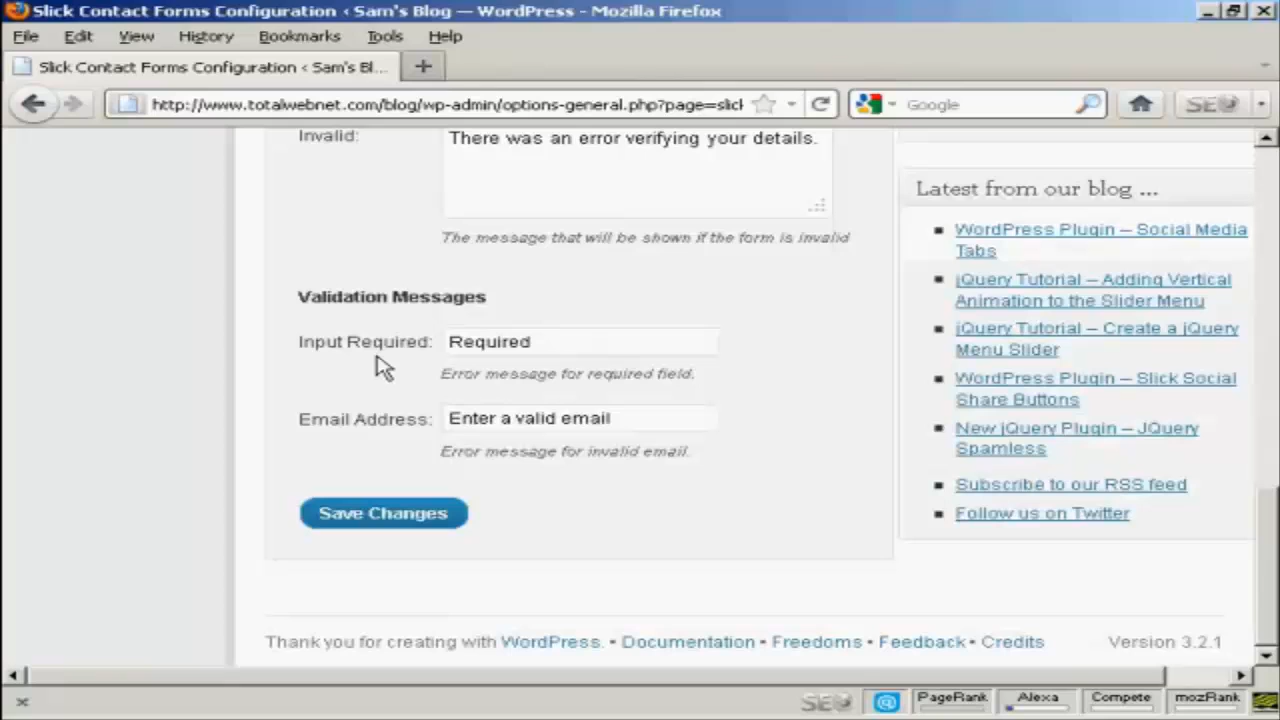 Slick Contact Forms Configuration ‹ Sam's Blog — WordPress - Mozilla Firefox
File Edit View History Bookmarks Tools Help
Slick Contact Forms Configuration ‹ Sam's Bl...
http://www.totalwebnet.com/blog/wp-admin/options-general.php?page=slick
Google
SEO
Invalid:
There was an error verifying your details.
The message that will be shown if the form is invalid
Validation Messages
Input Required: Required
Error message for required field.
Email Address: Enter a valid email
Error message for invalid email.
Save Changes
Latest from our blog ...
WordPress Plugin – Social Media
Tabs
jQuery Tutorial – Adding Vertical
Animation to the Slider Menu
jQuery Tutorial – Create a jQuery
Menu Slider
WordPress Plugin – Slick Social
Share Buttons
New jQuery Plugin – JQuery
Spamless
Subscribe to our RSS feed
Follow us on Twitter
Thank you for creating with WordPress. • Documentation • Freedoms • Feedback • Credits
Version 3.2.1
SEO
PageRank Alexa Compete mozRank